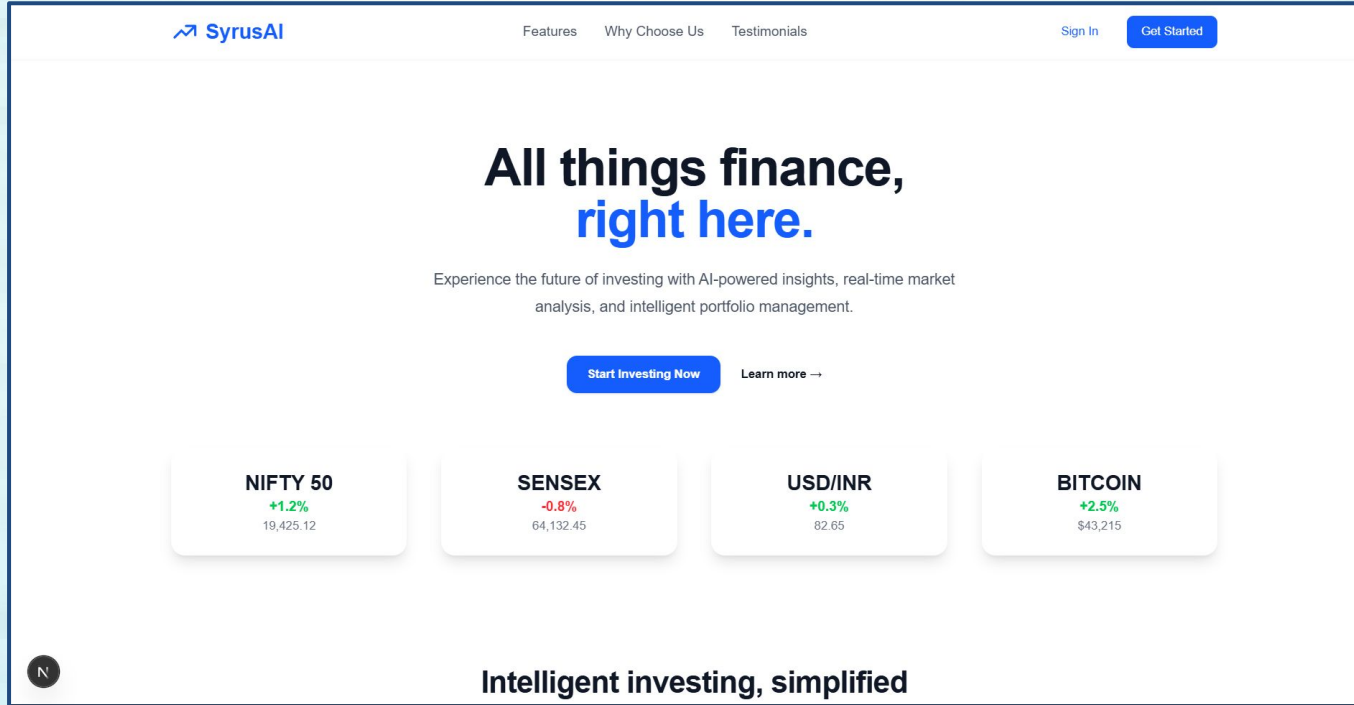 SyrusAI
Features
Why Choose Us
Testimonials
Sign In
Get Started
All things finance,
right here.
Experience the future of investing with AI-powered insights, real-time market
analysis, and intelligent portfolio management.
Start Investing Now
Learn more →
NIFTY 50
+1.2%
19,425.12
SENSEX
-0.8%
64,132.45
USD/INR
+0.3%
82.65
BITCOIN
+2.5%
$43,215
N
Intelligent investing, simplified